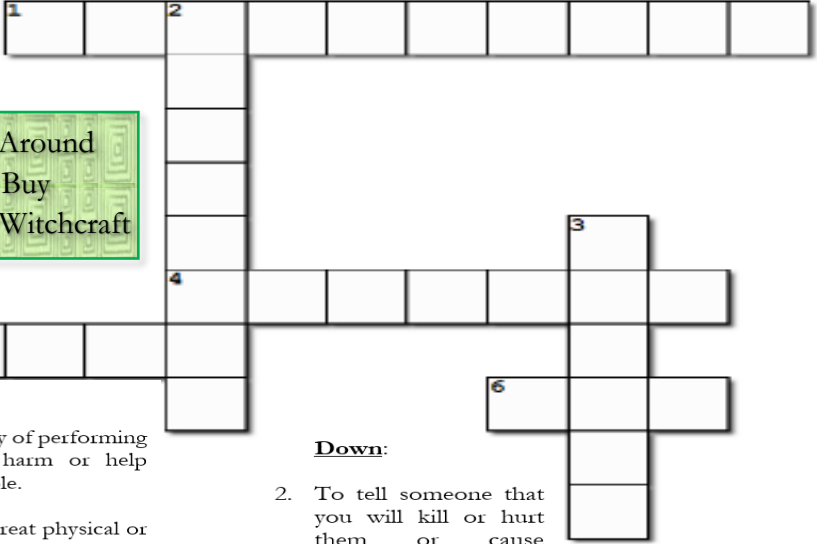 1
2
Around
Buy
Witchcraft
3
4
6
y of performing
harm or help
le.
reat physical or
Down:
2. To tell someone that
you will kill or hurt
them or cause